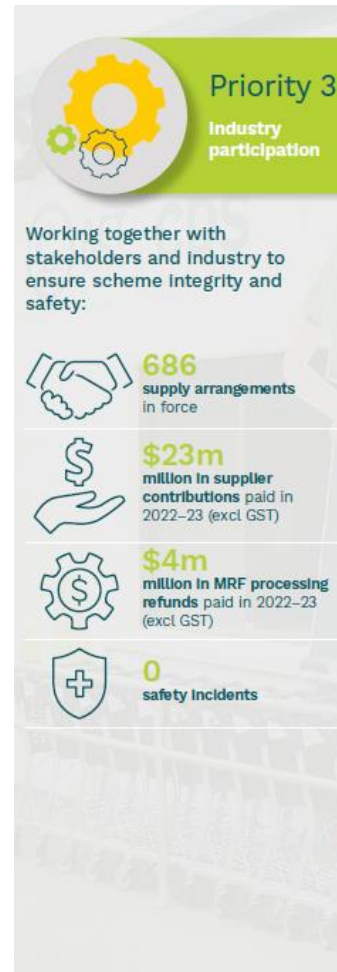 Priority 3
Industry
participation
Working together with
stakeholders and industry to
ensure scheme integrity and
safety:
686
supply arrangements
in force
$
$23m
million in supplier
contributions paid in
2022–23 (excl GST)
$
$4m
million in MRF processing
refunds paid in 2022–23
(excl GST)
0
safety incidents